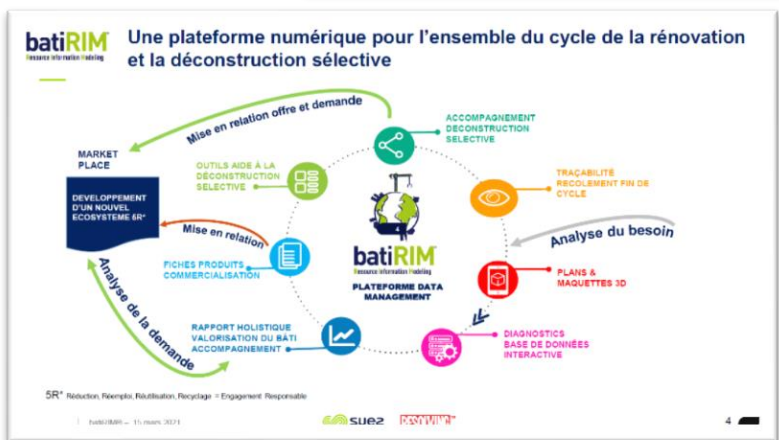 batiRIM
Resource Information Modeling
Une plateforme numérique pour l'ensemble du cycle de la rénovation
et la déconstruction sélective
Mise en relation offre et demande
ACCOMPAGNEMENT
DECONSTRUCTION
SELECTIVE
MARKET
PLACE
OUTILS AIDE À LA
DÉCONSTRUCTION
SELECTIVE
TRAÇABILITÉ
RECOLEMENT FIN DE
CYCLE
DEVELOPPEMENT
D'UN NOUVEL
ECOSYSTEME 5R*
Mise en relation
Analyse du besoin
batiRIM
Resource Information Modeling
PLATEFORME DATA
MANAGEMENT
FICHES PRODUITS
COMMERCIALISATION
PLANS &
MAQUETTES 3D
Analyse de la demande
RAPPORT HOLISTIQUE
VALORISATION DU BÂTI
ACCOMPAGNEMENT
DIAGNOSTICS
BASE DE DONNÉES
INTERACTIVE
5R* Réduction, Réemploi, Réutilisation, Recyclage = Engagement Responsable
15 mars 2021
suez
4